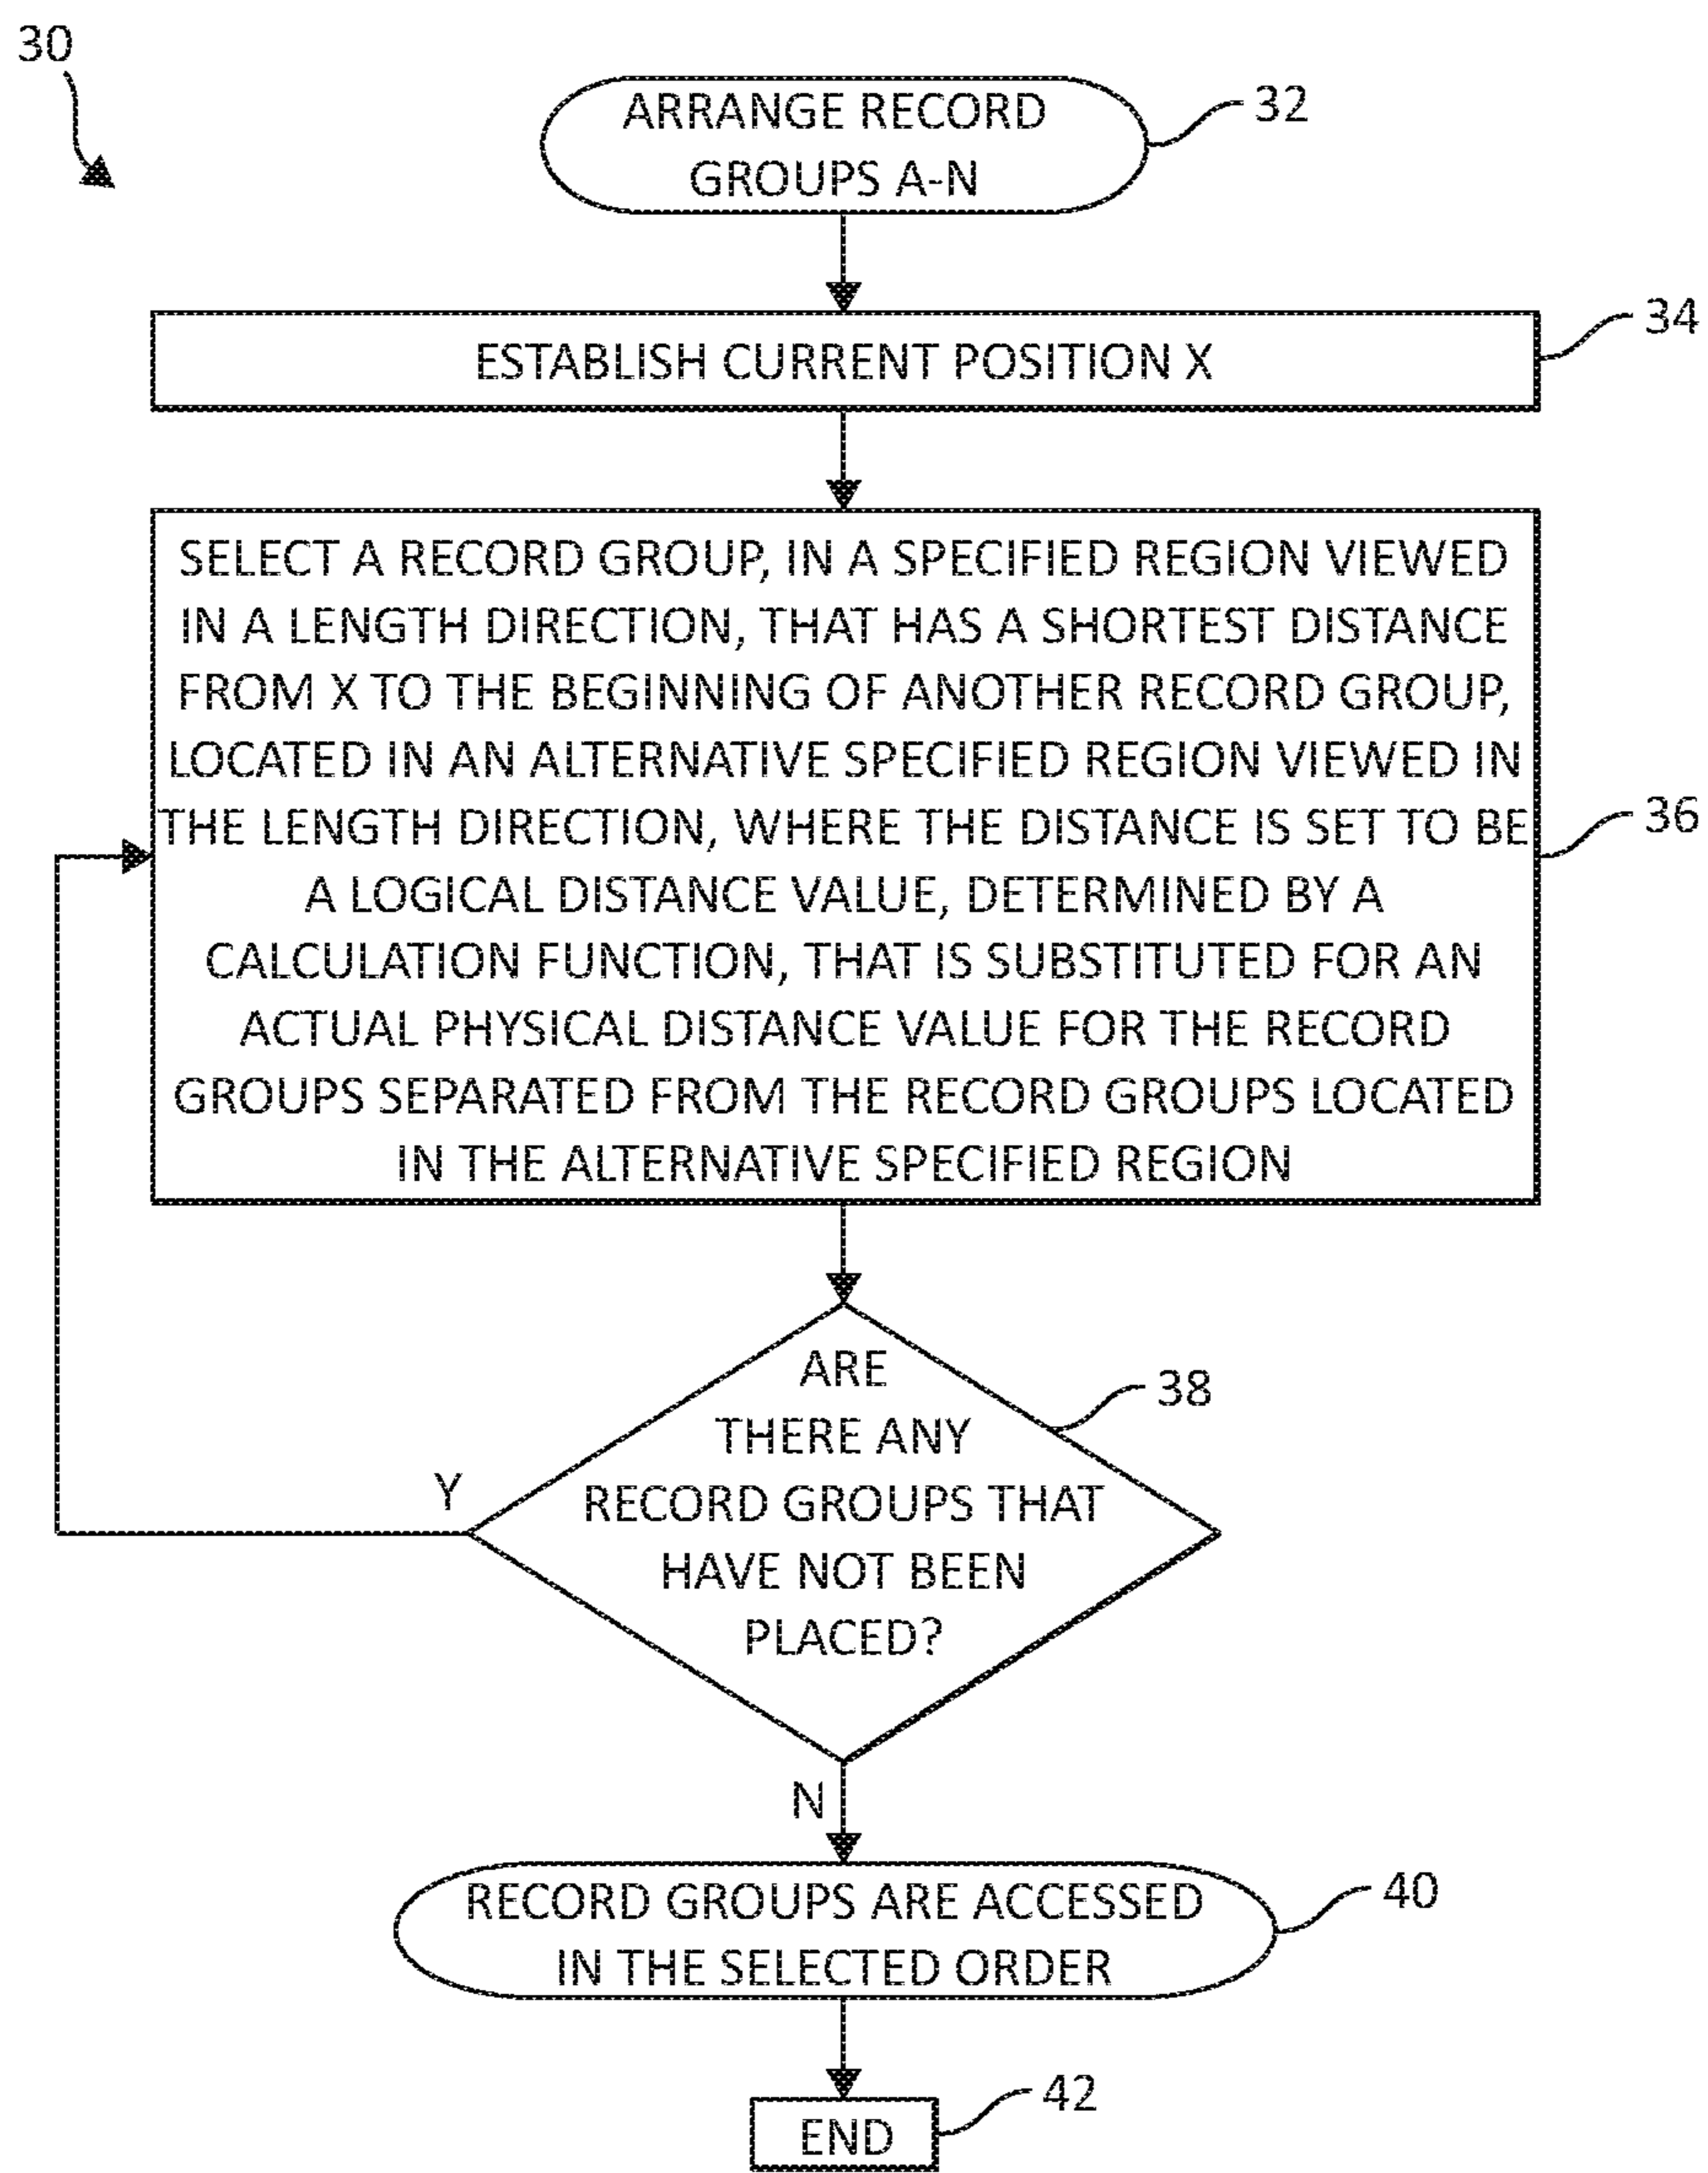 30
ARRANGE RECORD
GROUPS A-N
32
ESTABLISH CURRENT POSITION X
34
SELECT A RECORD GROUP, IN A SPECIFIED REGION VIEWED
IN A LENGTH DIRECTION, THAT HAS A SHORTEST DISTANCE
FROM X TO THE BEGINNING OF ANOTHER RECORD GROUP,
LOCATED IN AN ALTERNATIVE SPECIFIED REGION VIEWED IN
THE LENGTH DIRECTION, WHERE THE DISTANCE IS SET TO BE
A LOGICAL DISTANCE VALUE, DETERMINED BY A
CALCULATION FUNCTION, THAT IS SUBSTITUTED FOR AN
ACTUAL PHYSICAL DISTANCE VALUE FOR THE RECORD
GROUPS SEPARATED FROM THE RECORD GROUPS LOCATED
IN THE ALTERNATIVE SPECIFIED REGION
36
ARE
THERE ANY
RECORD GROUPS THAT
HAVE NOT BEEN
PLACED?
38
Y
N
RECORD GROUPS ARE ACCESSED
IN THE SELECTED ORDER
40
END
42